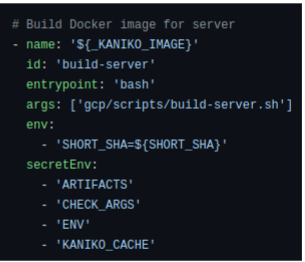 # Build Docker image for server
- name: '${_KANIKO_IMAGE}'
  id: 'build-server'
  entrypoint: 'bash'
  args: ['gcp/scripts/build-server.sh']
  env:
    - 'SHORT_SHA=${SHORT_SHA}'
  secretEnv:
    - 'ARTIFACTS'
    - 'CHECK_ARGS'
    - 'ENV'
    - 'KANIKO_CACHE'